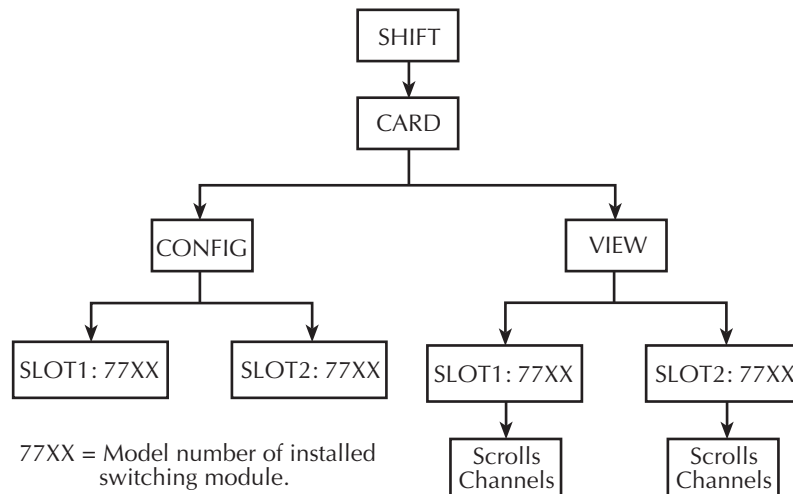 SHIFT
CARD
CONFIG
VIEW
SLOT1: 77XX
SLOT2: 77XX
SLOT1: 77XX
SLOT2: 77XX
77XX = Model number of installed
switching module.
Scrolls
Channels
Scrolls
Channels